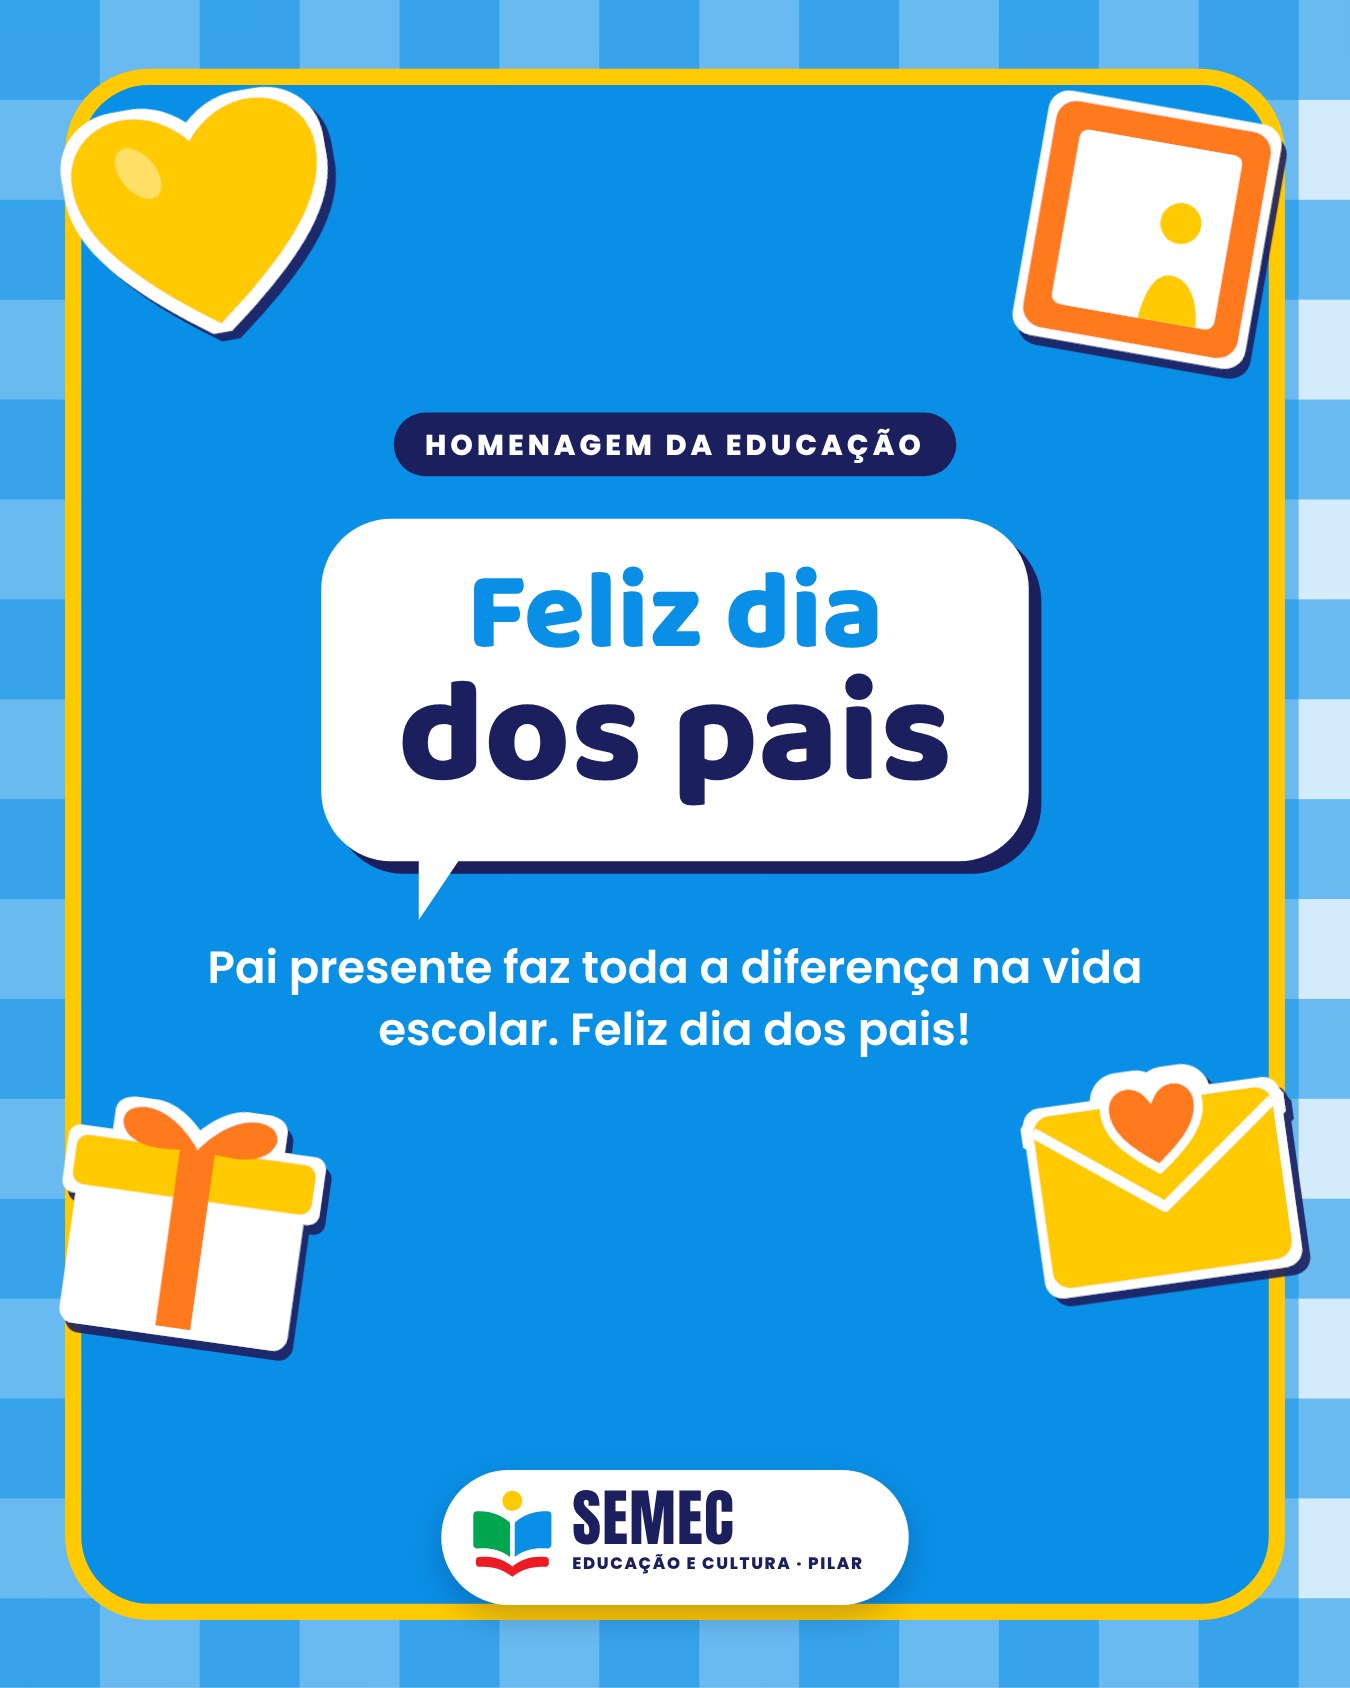 HOMENAGEM DA EDUCAÇÃO
Feliz dia
dos pais
Pai presente faz toda a diferença na vida
escolar. Feliz dia dos pais!
SEMEC
EDUCAÇÃO E CULTURA · PILAR